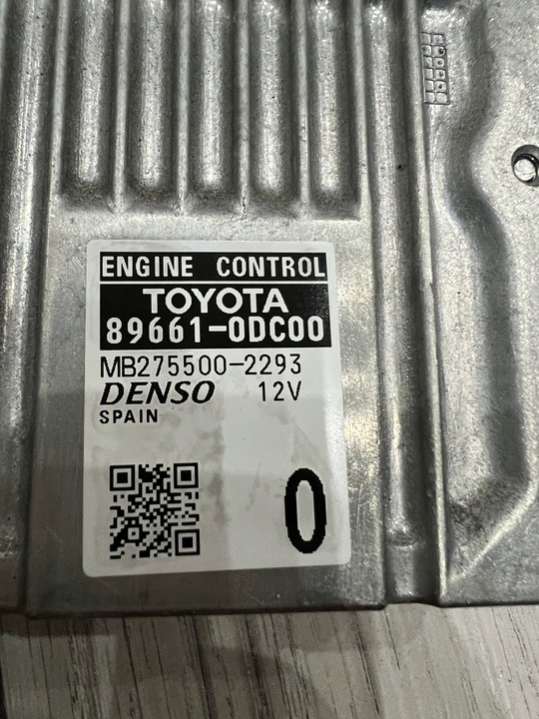 ENGINE CONTROL
TOYOTA
89661-0DC00
MB275500-2293
DENSO 12V
SPAIN
0